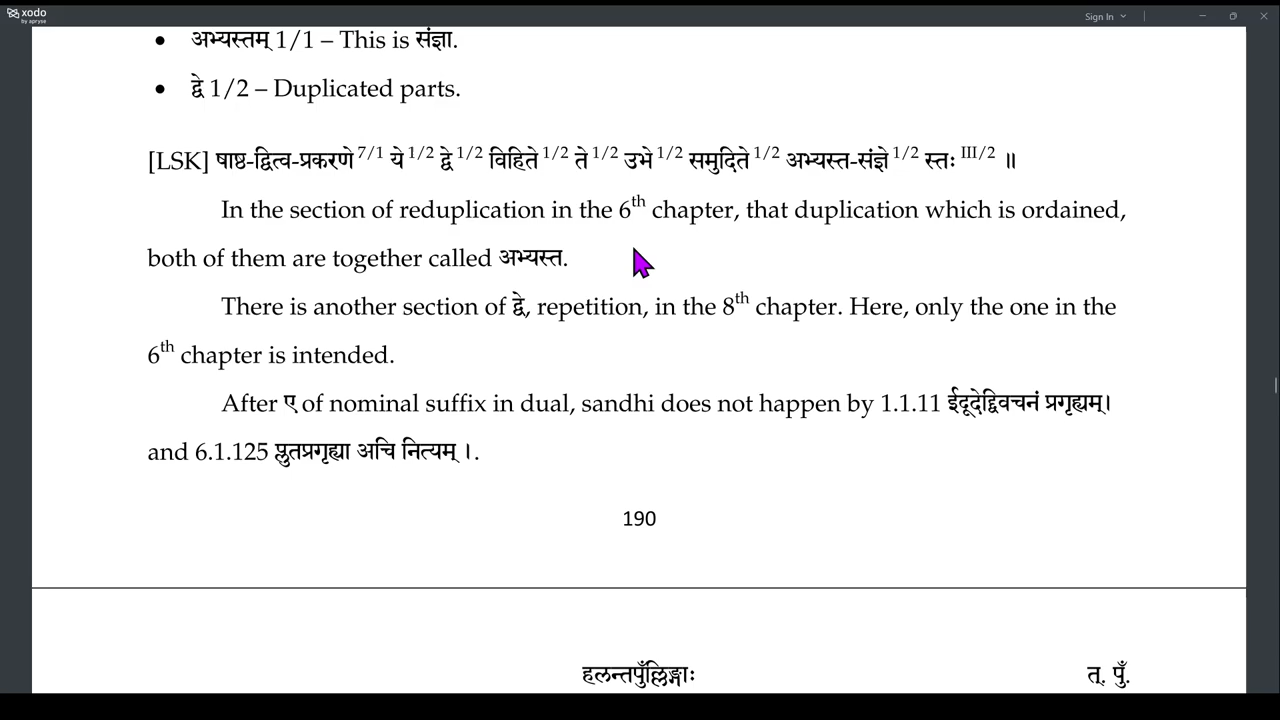 xodo
by apryse
Sign In
• अभ्यस्तम् 1/1 – This is संज्ञा.
• द्वे 1/2 – Duplicated parts.
[LSK] षाष्ठ-द्वित्व-प्रकरणे 7/1 ये 1/2 द्वे 1/2 विहिते 1/2 ते 1/2 उभे 1/2 समुदिते 1/2 अभ्यस्त-संज्ञे 1/2 स्तः III/2 ॥
In the section of reduplication in the 6th chapter, that duplication which is ordained,
both of them are together called अभ्यस्त.
There is another section of द्वे, repetition, in the 8th chapter. Here, only the one in the
6th chapter is intended.
After ए of nominal suffix in dual, sandhi does not happen by 1.1.11 ईदूदेद्विवचनं प्रगृह्यम्।
and 6.1.125 प्लुतप्रगृह्या अचि नित्यम् ।.
190
हलन्तपुँल्लिङ्गाः त्. पुँ.